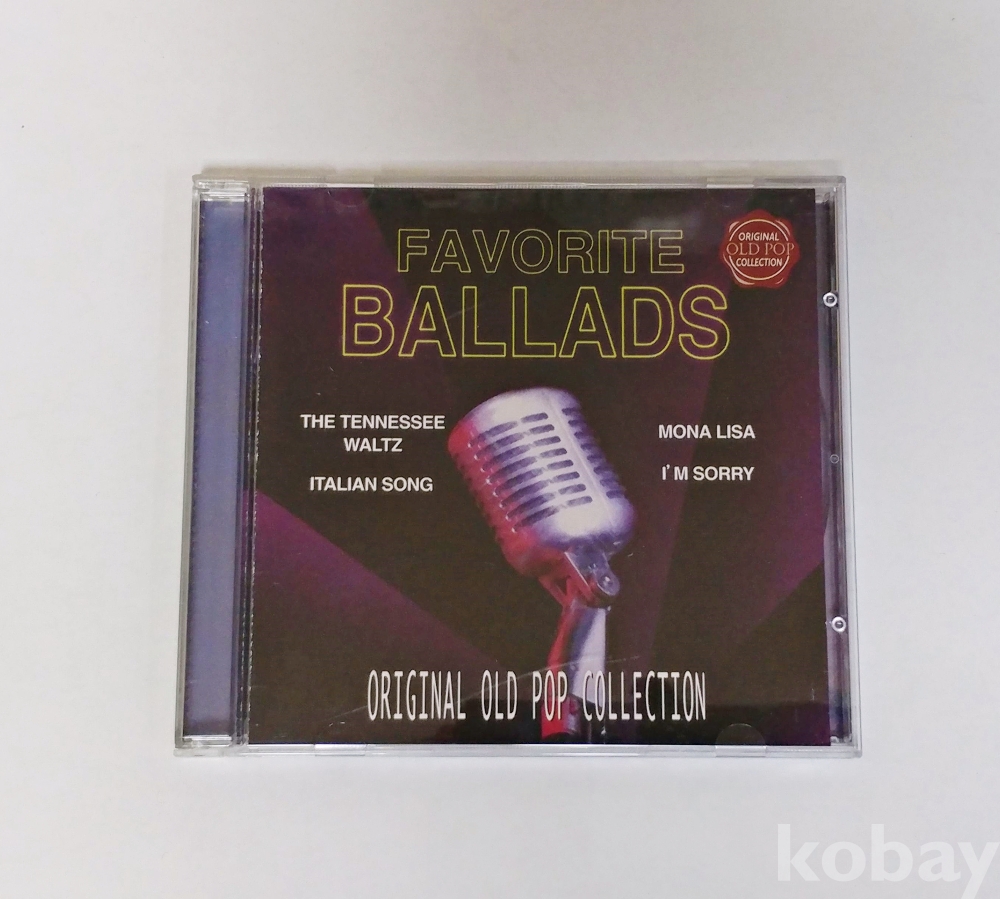 FAVORITE
BALLADS
ORIGINAL
OLD POP
COLLECTION
THE TENNESSEE
WALTZ
ITALIAN SONG
MONA LISA
I'M SORRY
ORIGINAL OLD POP COLLECTION
kobay